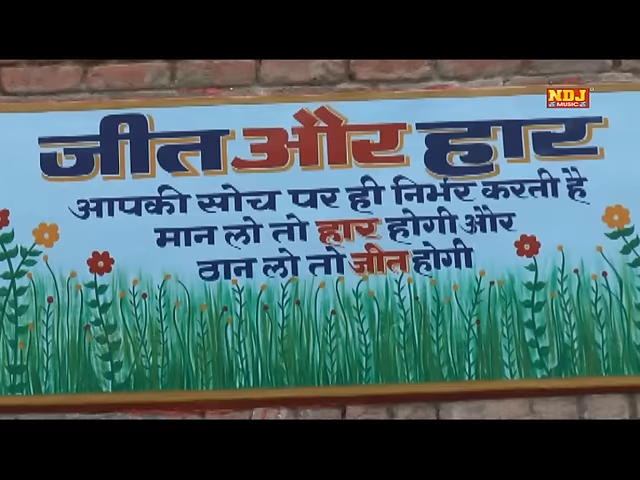 NDJ
MUSIC
जीत और हार
आपकी सोच पर ही निर्भर करती है
मान लो तो हार होगी और
ठान लो तो जीत होगी